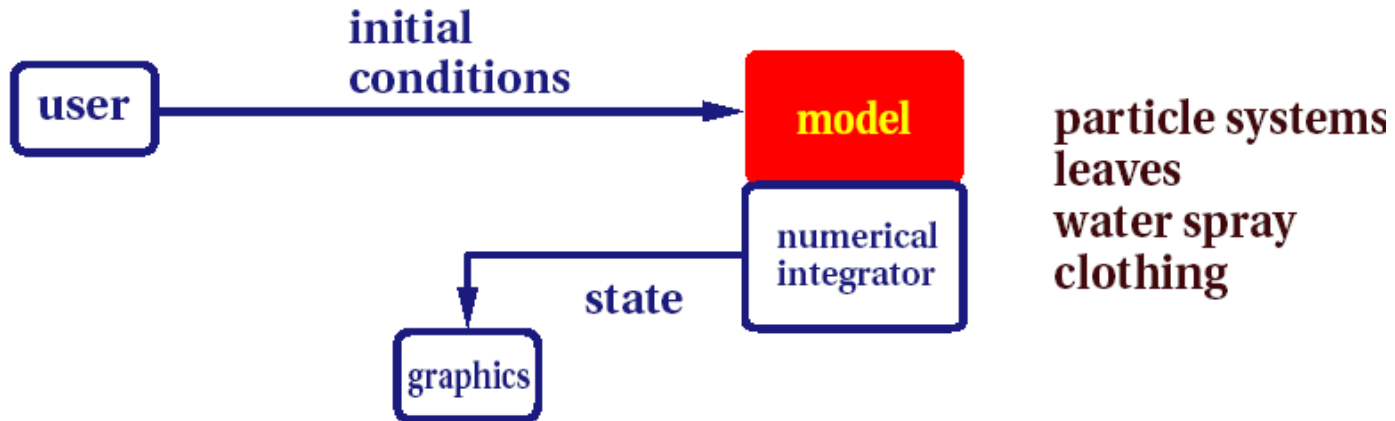 initial
conditions
user
model
particle systems
leaves
water spray
clothing
numerical
integrator
state
graphics